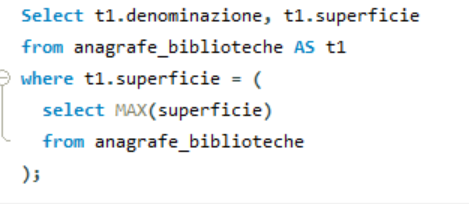 Select t1.denominazione, t1.superficie
from anagrafe_biblioteche AS t1
where t1.superficie = (
select MAX(superficie)
from anagrafe_biblioteche
);